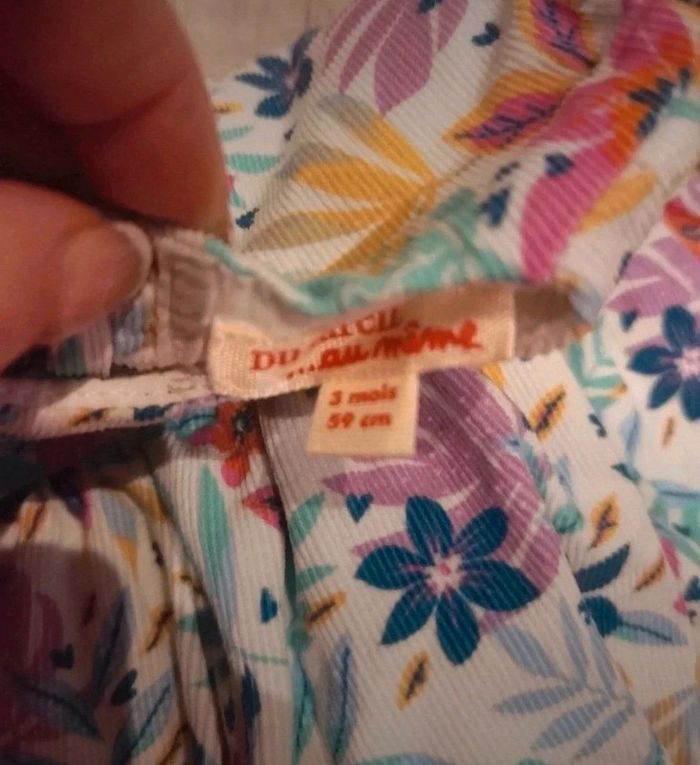 DU PAREIL
...au même
3 mois
59 cm